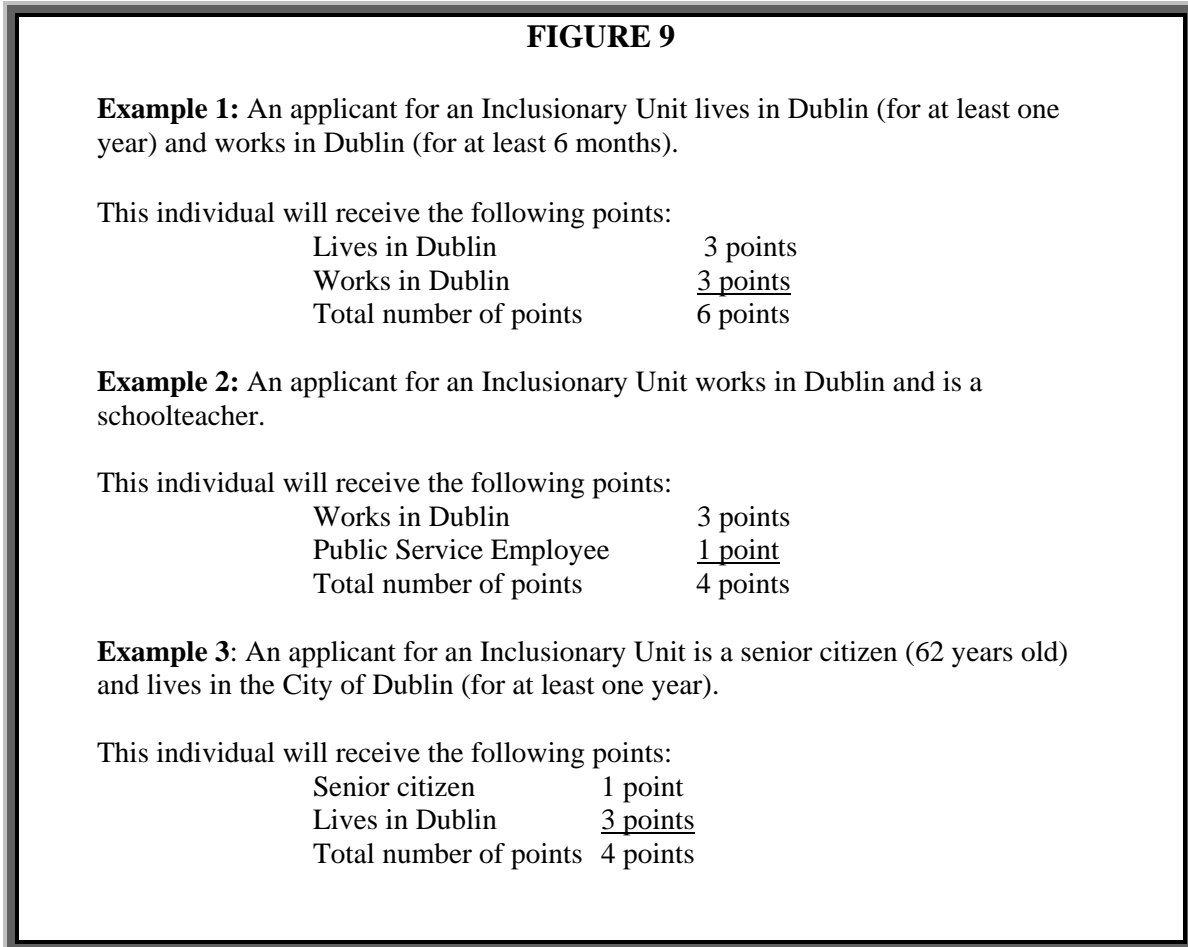 FIGURE 9
Example 1: An applicant for an Inclusionary Unit lives in Dublin (for at least one
year) and works in Dublin (for at least 6 months).
This individual will receive the following points:
Lives in Dublin 3 points
Works in Dublin 3 points
Total number of points 6 points
Example 2: An applicant for an Inclusionary Unit works in Dublin and is a
schoolteacher.
This individual will receive the following points:
Works in Dublin 3 points
Public Service Employee 1 point
Total number of points 4 points
Example 3: An applicant for an Inclusionary Unit is a senior citizen (62 years old)
and lives in the City of Dublin (for at least one year).
This individual will receive the following points:
Senior citizen 1 point
Lives in Dublin 3 points
Total number of points 4 points